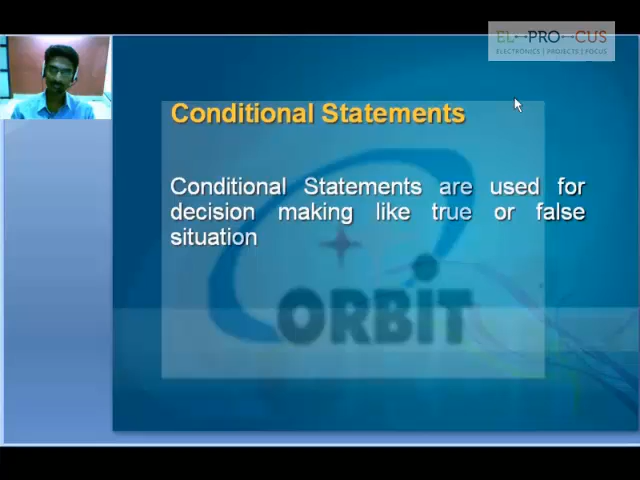 EL--PRO--CUS
ELECTRONICS | PROJECTS | FOCUS
Conditional Statements
Conditional Statements are used for
decision making like true or false
situation
ORBIT